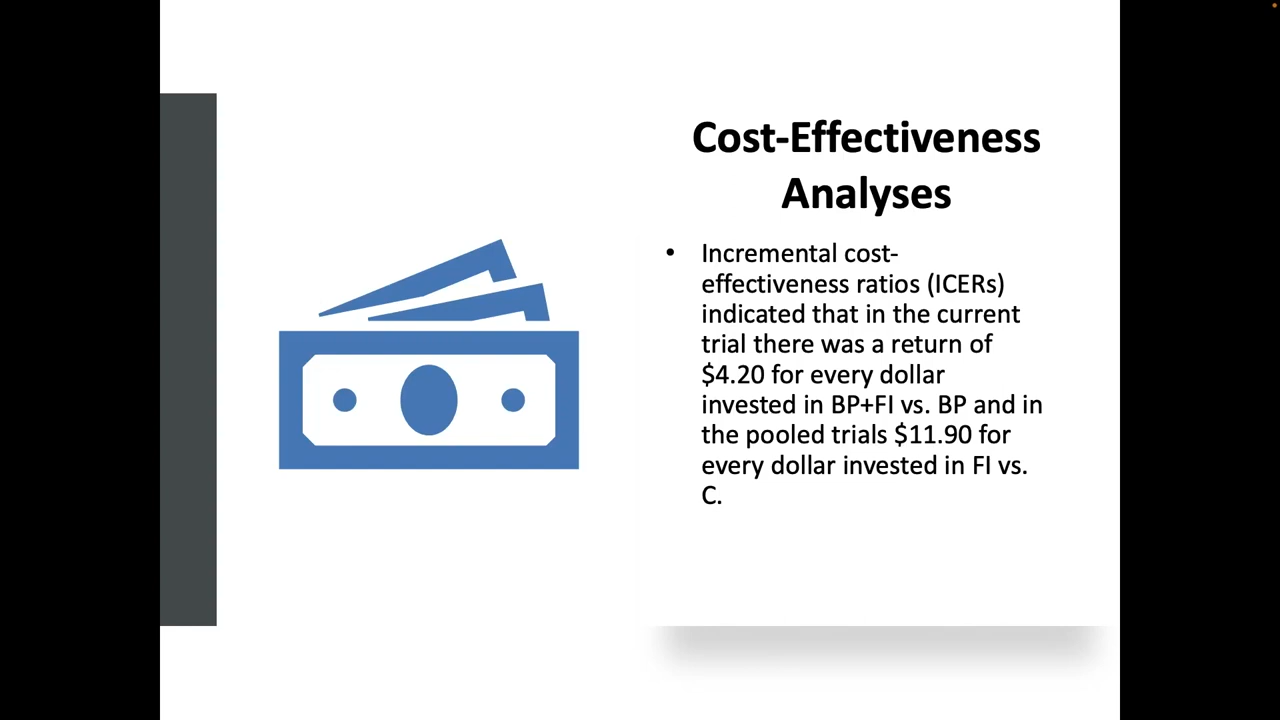 Cost-Effectiveness
Analyses
• Incremental cost-
effectiveness ratios (ICERs)
indicated that in the current
trial there was a return of
$4.20 for every dollar
invested in BP+FI vs. BP and in
the pooled trials $11.90 for
every dollar invested in FI vs.
C.